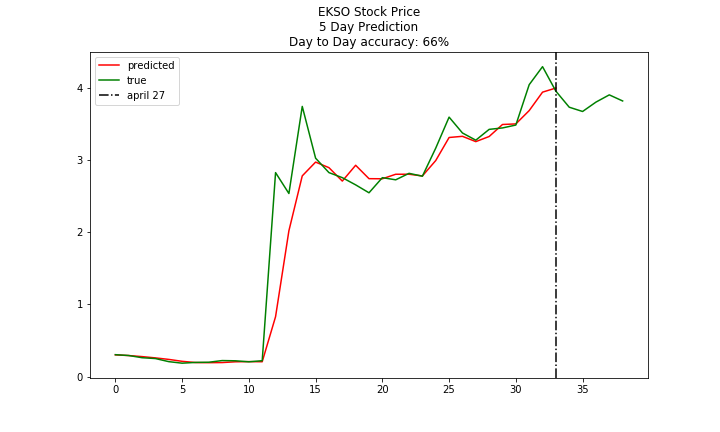 EKSO Stock Price
5 Day Prediction
Day to Day accuracy: 66%
predicted
true
april 27
4
3
2
1
0
0 5 10 15 20 25 30 35